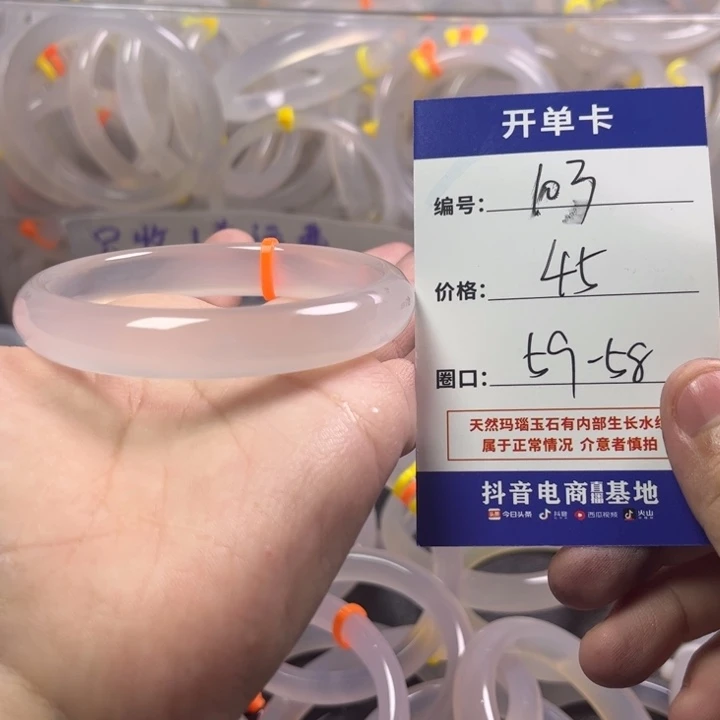 开单卡
编号: 103
价格: 45
圈口: 59-58
天然玛瑙玉石有内部生长水
属于正常情况 介意者慎拍
抖音电商直播基地
今日头条 抖音 西瓜视频 火山
只收